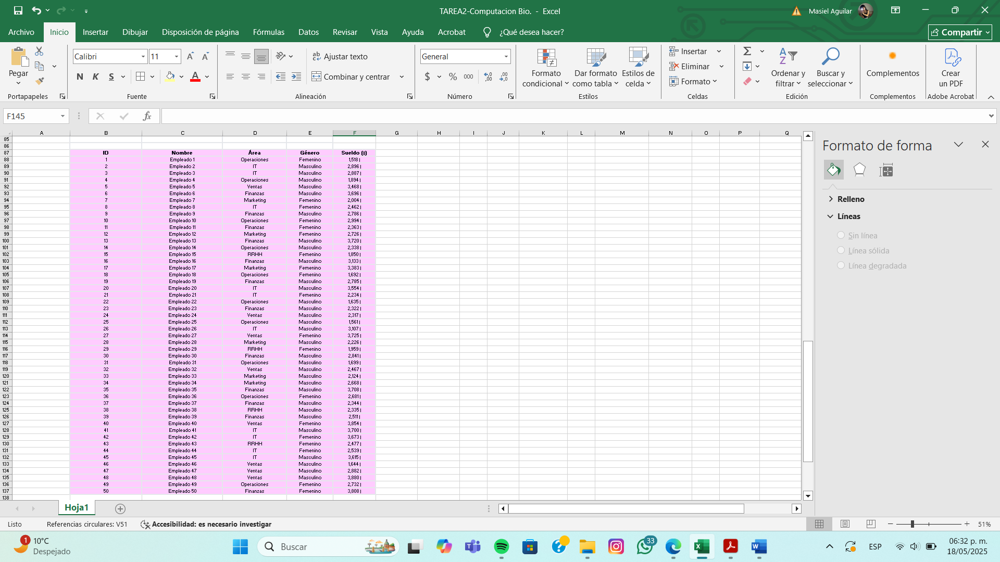 TAREA2-Computacion Bio. - Excel
Masiel Aguilar
Archivo Inicio Insertar Dibujar Disposición de página Fórmulas Datos Revisar Vista Ayuda Acrobat ¿Qué desea hacer? Compartir
Pegar
Portapapeles
Calibri 11
N K S
Fuente
Ajustar texto
Combinar y centrar
Alineación
General
$ % 000
Número
Formato condicional
Dar formato como tabla
Estilos de celda
Estilos
Insertar
Eliminar
Formato
Celdas
Ordenar y filtrar
Buscar y seleccionar
Edición
Complementos
Complementos
Crear un PDF
Adobe Acrobat
F145
fx
A B C D E F G H I J K L M N O P Q
85
86
87 ID Nombre Área Género Sueldo (|)
88 1 Empleado 1 Operaciones Femenino 1,518 |
89 2 Empleado 2 IT Masculino 2,896 |
90 3 Empleado 3 IT Masculino 2,887 |
91 4 Empleado 4 Operaciones Masculino 1,894 |
92 5 Empleado 5 Ventas Masculino 3,468 |
93 6 Empleado 6 Finanzas Masculino 3,696 |
94 7 Empleado 7 Marketing Femenino 2,004 |
95 8 Empleado 8 IT Femenino 2,462 |
96 9 Empleado 9 Finanzas Masculino 2,786 |
97 10 Empleado 10 Operaciones Femenino 2,994 |
98 11 Empleado 11 Finanzas Femenino 2,363 |
99 12 Empleado 12 Marketing Femenino 2,726 |
100 13 Empleado 13 Finanzas Masculino 3,720 |
101 14 Empleado 14 Operaciones Masculino 2,338 |
102 15 Empleado 15 RRHH Femenino 1,850 |
103 16 Empleado 16 Finanzas Masculino 3,133 |
104 17 Empleado 17 Marketing Femenino 3,383 |
105 18 Empleado 18 Operaciones Femenino 1,692 |
106 19 Empleado 19 Finanzas Masculino 2,785 |
107 20 Empleado 20 IT Masculino 3,554 |
108 21 Empleado 21 IT Femenino 2,234 |
109 22 Empleado 22 Operaciones Masculino 1,635 |
110 23 Empleado 23 Finanzas Masculino 2,322 |
111 24 Empleado 24 Ventas Masculino 2,317 |
112 25 Empleado 25 Operaciones Masculino 1,561 |
113 26 Empleado 26 IT Masculino 3,107 |
114 27 Empleado 27 Ventas Femenino 3,725 |
115 28 Empleado 28 Marketing Masculino 2,226 |
116 29 Empleado 29 RRHH Femenino 1,959 |
117 30 Empleado 30 Finanzas Masculino 2,841 |
118 31 Empleado 31 Operaciones Masculino 1,699 |
119 32 Empleado 32 Ventas Masculino 2,467 |
120 33 Empleado 33 Marketing Masculino 2,124 |
121 34 Empleado 34 Marketing Masculino 2,668 |
122 35 Empleado 35 Finanzas Masculino 3,708 |
123 36 Empleado 36 Operaciones Femenino 2,681 |
124 37 Empleado 37 Finanzas Masculino 2,344 |
125 38 Empleado 38 RRHH Masculino 2,335 |
126 39 Empleado 39 Finanzas Masculino 2,511 |
127 40 Empleado 40 Ventas Femenino 3,854 |
128 41 Empleado 41 IT Masculino 3,700 |
129 42 Empleado 42 IT Femenino 3,673 |
130 43 Empleado 43 RRHH Femenino 2,477 |
131 44 Empleado 44 IT Femenino 2,539 |
132 45 Empleado 45 IT Masculino 3,615 |
133 46 Empleado 46 Ventas Masculino 1,644 |
134 47 Empleado 47 Ventas Masculino 2,882 |
135 48 Empleado 48 Ventas Masculino 3,880 |
136 49 Empleado 49 Operaciones Femenino 2,732 |
137 50 Empleado 50 Finanzas Femenino 3,808 |
138
Formato de forma
Relleno
Líneas
Sin línea
Línea sólida
Línea degradada
Hoja1
Listo Referencias circulares: V51 Accesibilidad: es necesario investigar 51%
1 10°C
Despejado
Buscar
33
ESP
06:32 p. m.
18/05/2025